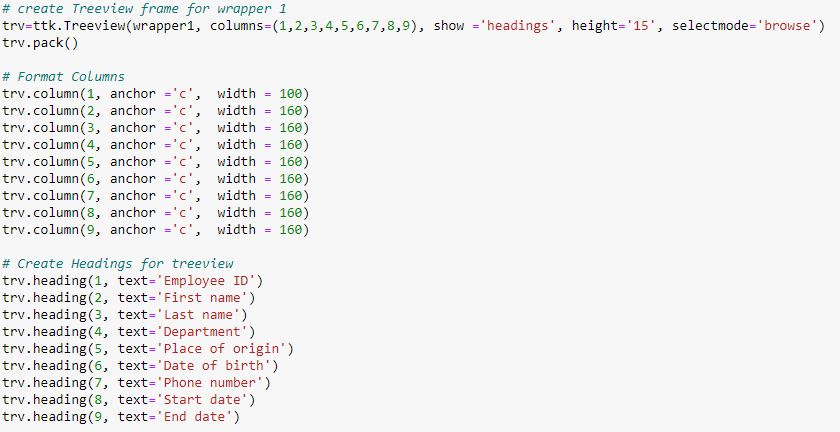 # create Treeview frame for wrapper 1
trv=ttk.Treeview(wrapper1, columns=(1,2,3,4,5,6,7,8,9), show ='headings', height='15', selectmode='browse')
trv.pack()

# Format Columns
trv.column(1, anchor ='c',  width = 100)
trv.column(2, anchor ='c',  width = 160)
trv.column(3, anchor ='c',  width = 160)
trv.column(4, anchor ='c',  width = 160)
trv.column(5, anchor ='c',  width = 160)
trv.column(6, anchor ='c',  width = 160)
trv.column(7, anchor ='c',  width = 160)
trv.column(8, anchor ='c',  width = 160)
trv.column(9, anchor ='c',  width = 160)

# Create Headings for treeview
trv.heading(1, text='Employee ID')
trv.heading(2, text='First name')
trv.heading(3, text='Last name')
trv.heading(4, text='Department')
trv.heading(5, text='Place of origin')
trv.heading(6, text='Date of birth')
trv.heading(7, text='Phone number')
trv.heading(8, text='Start date')
trv.heading(9, text='End date')